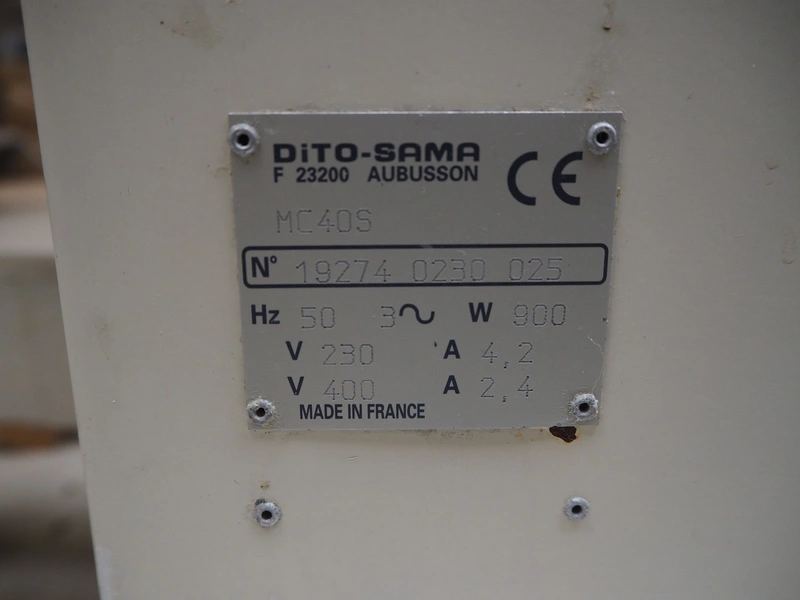 DiTO-SAMA
F 23200 AUBUSSON
CE
MC40S
N° 19274 0230 025
Hz 50 3~ W 900
V 230 A 4,2
V 400 A 2,4
MADE IN FRANCE